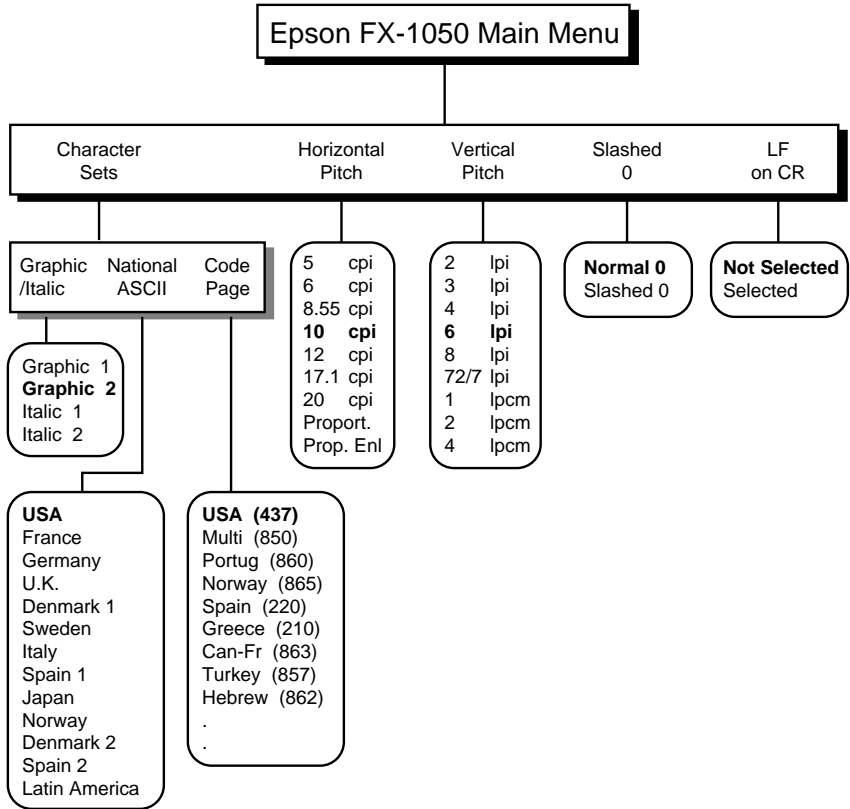 Epson FX-1050 Main Menu
Character Sets
Horizontal Pitch
Vertical Pitch
Slashed 0
LF on CR
Graphic /Italic
National ASCII
Code Page
5 cpi
6 cpi
8.55 cpi
10 cpi
12 cpi
17.1 cpi
20 cpi
Proport.
Prop. Enl
2 lpi
3 lpi
4 lpi
6 lpi
8 lpi
72/7 lpi
1 lpcm
2 lpcm
4 lpcm
Normal 0
Slashed 0
Not Selected
Selected
Graphic 1
Graphic 2
Italic 1
Italic 2
USA
France
Germany
U.K.
Denmark 1
Sweden
Italy
Spain 1
Japan
Norway
Denmark 2
Spain 2
Latin America
USA (437)
Multi (850)
Portug (860)
Norway (865)
Spain (220)
Greece (210)
Can-Fr (863)
Turkey (857)
Hebrew (862)
.
.